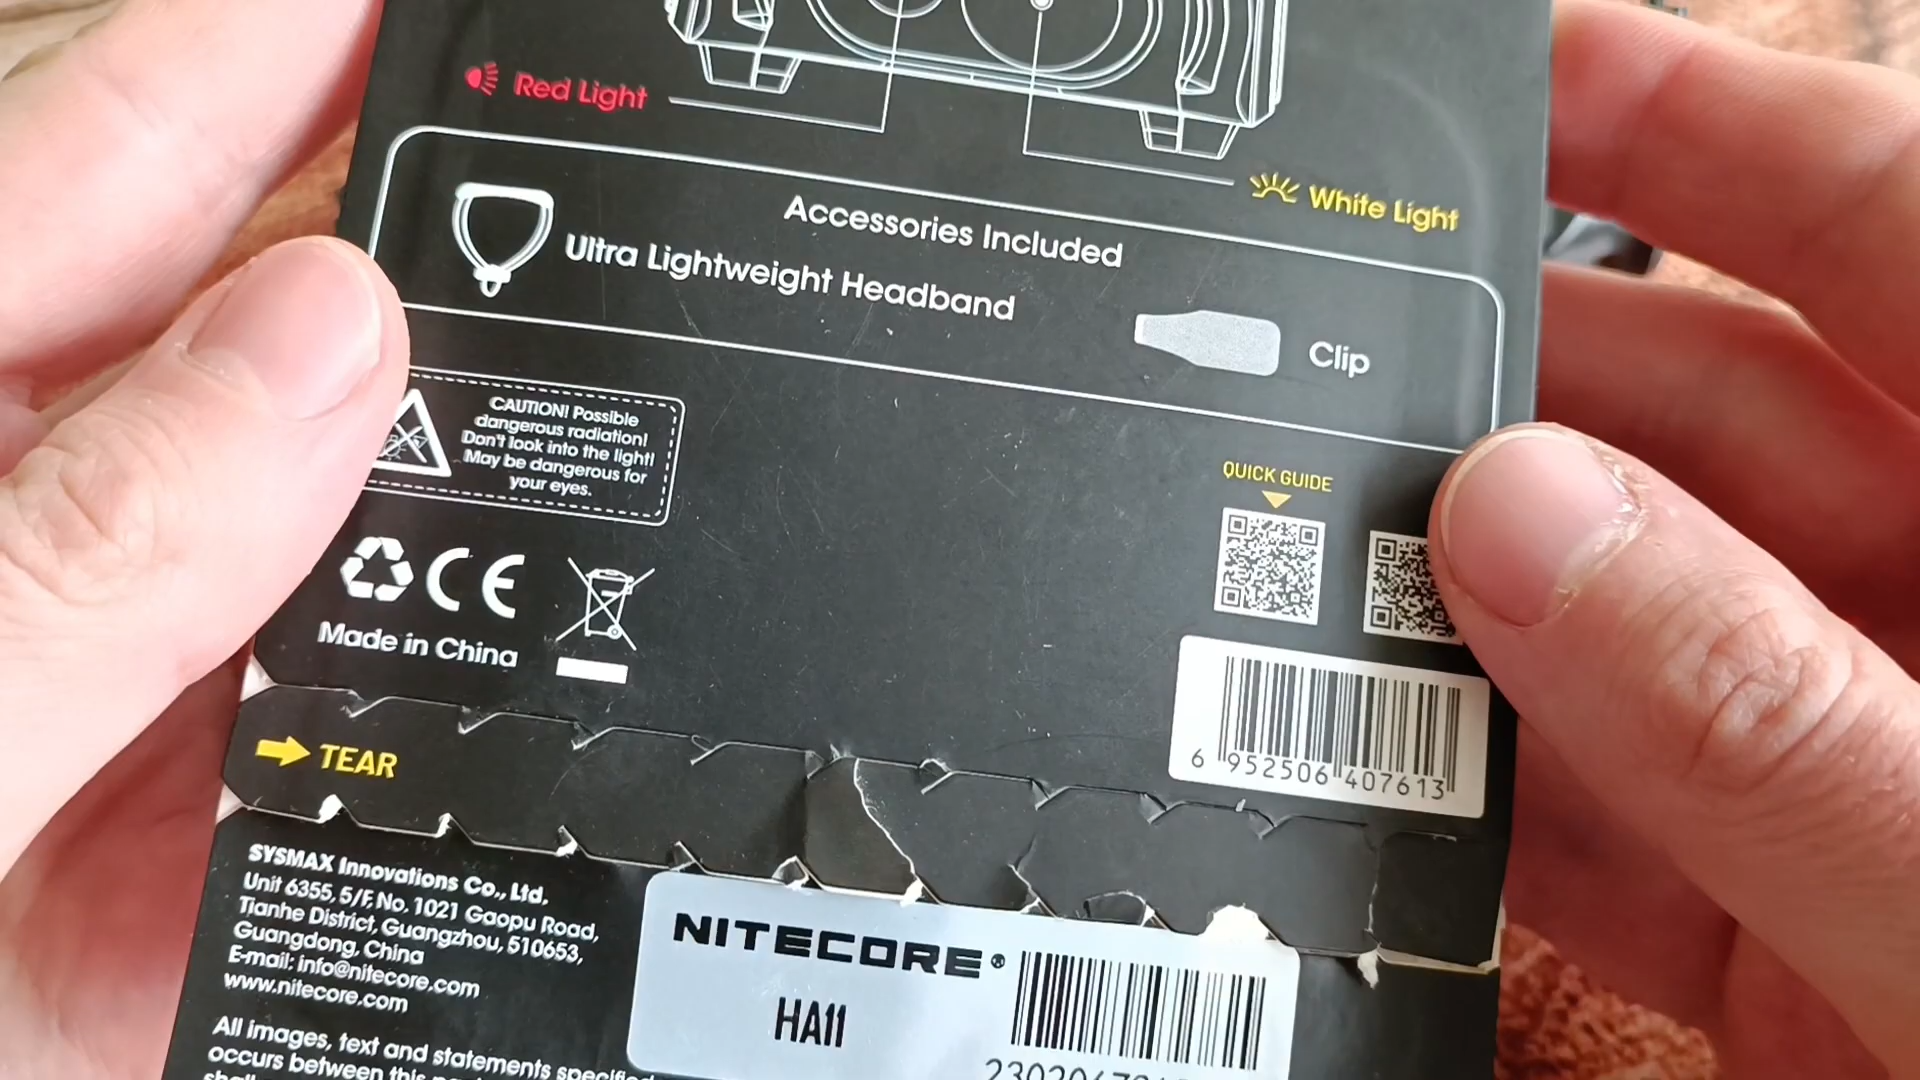 Red Light
White Light
Accessories Included
Ultra Lightweight Headband
Clip
CAUTION! Possible
dangerous radiation!
Don't look into the light!
May be dangerous for
your eyes.
QUICK GUIDE
CE
Made in China
6 952506 407613
TEAR
SYSMAX Innovations Co., Ltd.
Unit 6355, 5/F, No. 1021 Gaopu Road,
Tianhe District, Guangzhou, 510653,
Guangdong, China
E-mail: info@nitecore.com
www.nitecore.com
NITECORE®
HA11
All images, text and statements specified
occurs between this